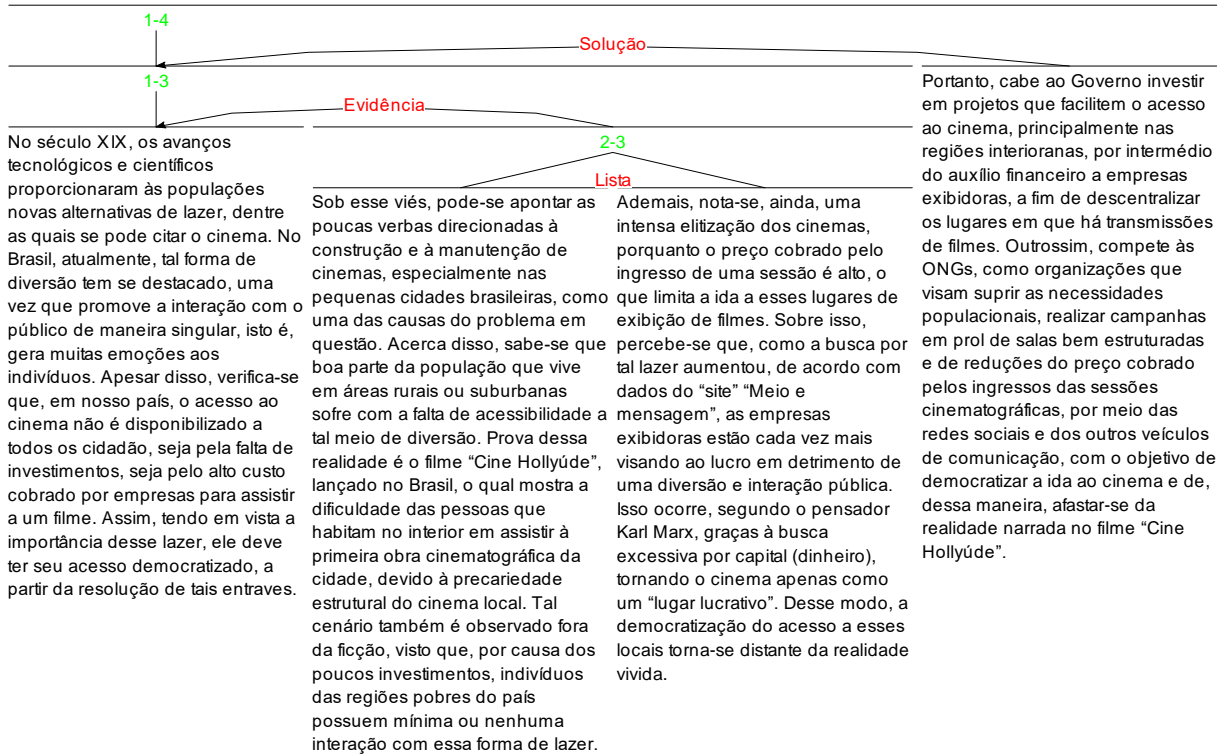 1-4
Solução
1-3
Evidência
No século XIX, os avanços
tecnológicos e científicos
proporcionaram às populações
novas alternativas de lazer, dentre
as quais se pode citar o cinema. No
Brasil, atualmente, tal forma de
diversão tem se destacado, uma
vez que promove a interação com o
público de maneira singular, isto é,
gera muitas emoções aos
indivíduos. Apesar disso, verifica-se
que, em nosso país, o acesso ao
cinema não é disponibilizado a
todos os cidadão, seja pela falta de
investimentos, seja pelo alto custo
cobrado por empresas para assistir
a um filme. Assim, tendo em vista a
importância desse lazer, ele deve
ter seu acesso democratizado, a
partir da resolução de tais entraves.
2-3
Lista
Sob esse viés, pode-se apontar as
poucas verbas direcionadas à
construção e à manutenção de
cinemas, especialmente nas
pequenas cidades brasileiras, como
uma das causas do problema em
questão. Acerca disso, sabe-se que
boa parte da população que vive
em áreas rurais ou suburbanas
sofre com a falta de acessibilidade a
tal meio de diversão. Prova dessa
realidade é o filme “Cine Hollyúde”,
lançado no Brasil, o qual mostra a
dificuldade das pessoas que
habitam no interior em assistir à
primeira obra cinematográfica da
cidade, devido à precariedade
estrutural do cinema local. Tal
cenário também é observado fora
da ficção, visto que, por causa dos
poucos investimentos, indivíduos
das regiões pobres do país
possuem mínima ou nenhuma
interação com essa forma de lazer.
Ademais, nota-se, ainda, uma
intensa elitização dos cinemas,
porquanto o preço cobrado pelo
ingresso de uma sessão é alto, o
que limita a ida a esses lugares de
exibição de filmes. Sobre isso,
percebe-se que, como a busca por
tal lazer aumentou, de acordo com
dados do “site” “Meio e
mensagem”, as empresas
exibidoras estão cada vez mais
visando ao lucro em detrimento de
uma diversão e interação pública.
Isso ocorre, segundo o pensador
Karl Marx, graças à busca
excessiva por capital (dinheiro),
tornando o cinema apenas como
um “lugar lucrativo”. Desse modo, a
democratização do acesso a esses
locais torna-se distante da realidade
vivida.
Portanto, cabe ao Governo investir
em projetos que facilitem o acesso
ao cinema, principalmente nas
regiões interioranas, por intermédio
do auxílio financeiro a empresas
exibidoras, a fim de descentralizar
os lugares em que há transmissões
de filmes. Outrossim, compete às
ONGs, como organizações que
visam suprir as necessidades
populacionais, realizar campanhas
em prol de salas bem estruturadas
e de reduções do preço cobrado
pelos ingressos das sessões
cinematográficas, por meio das
redes sociais e dos outros veículos
de comunicação, com o objetivo de
democratizar a ida ao cinema e de,
dessa maneira, afastar-se da
realidade narrada no filme “Cine
Hollyúde”.